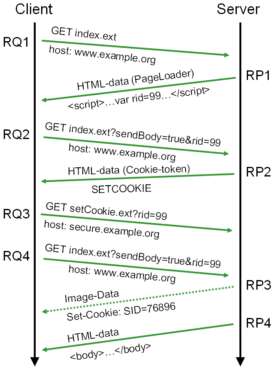 Client Server
RQ1
GET index.ext
host: www.example.org
RP1
HTML-data (PageLoader)
<script>...var rid=99...</script>
RQ2
GET index.ext?sendBody=true&rid=99
host: www.example.org
HTML-data (Cookie-token)
RP2
SETCOOKIE
RQ3
GET setCookie.ext?rid=99
host: secure.example.org
RQ4
GET index.ext?sendBody=true&rid=99
host: www.example.org
RP3
Image-Data
Set-Cookie: SID=76896
RP4
HTML-data
<body>...</body>